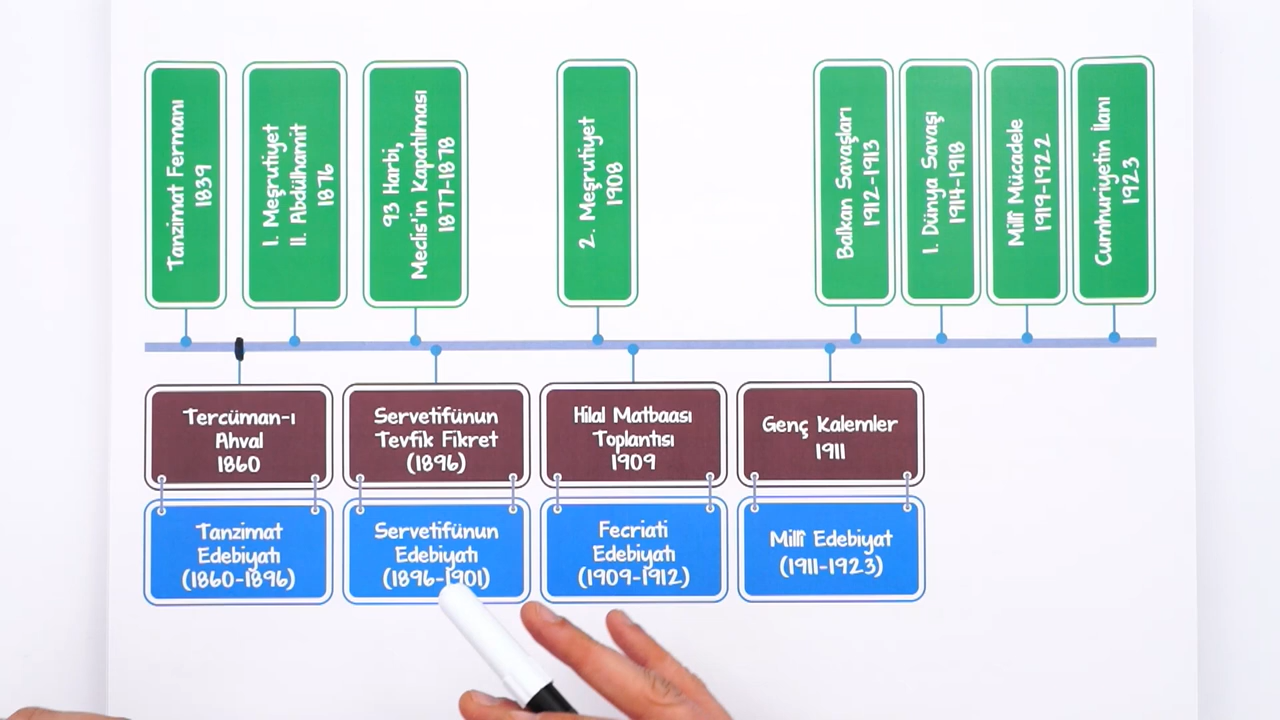 Tanzimat Fermanı
1839
I. Meşrutiyet
II. Abdülhamit
1876
93 Harbi,
Meclis'in Kapatılması
1877-1878
2. Meşrutiyet
1908
Balkan Savaşları
1912-1913
I. Dünya Savaşı
1914-1918
Millî Mücadele
1919-1922
Cumhuriyetin İlanı
1923
Tercüman-ı
Ahval
1860
Servetifünun
Tevfik Fikret
(1896)
Hilal Matbaası
Toplantısı
1909
Genç Kalemler
1911
Tanzimat
Edebiyatı
(1860-1896)
Servetifünun
Edebiyatı
(1896-1901)
Fecriati
Edebiyatı
(1909-1912)
Millî Edebiyat
(1911-1923)